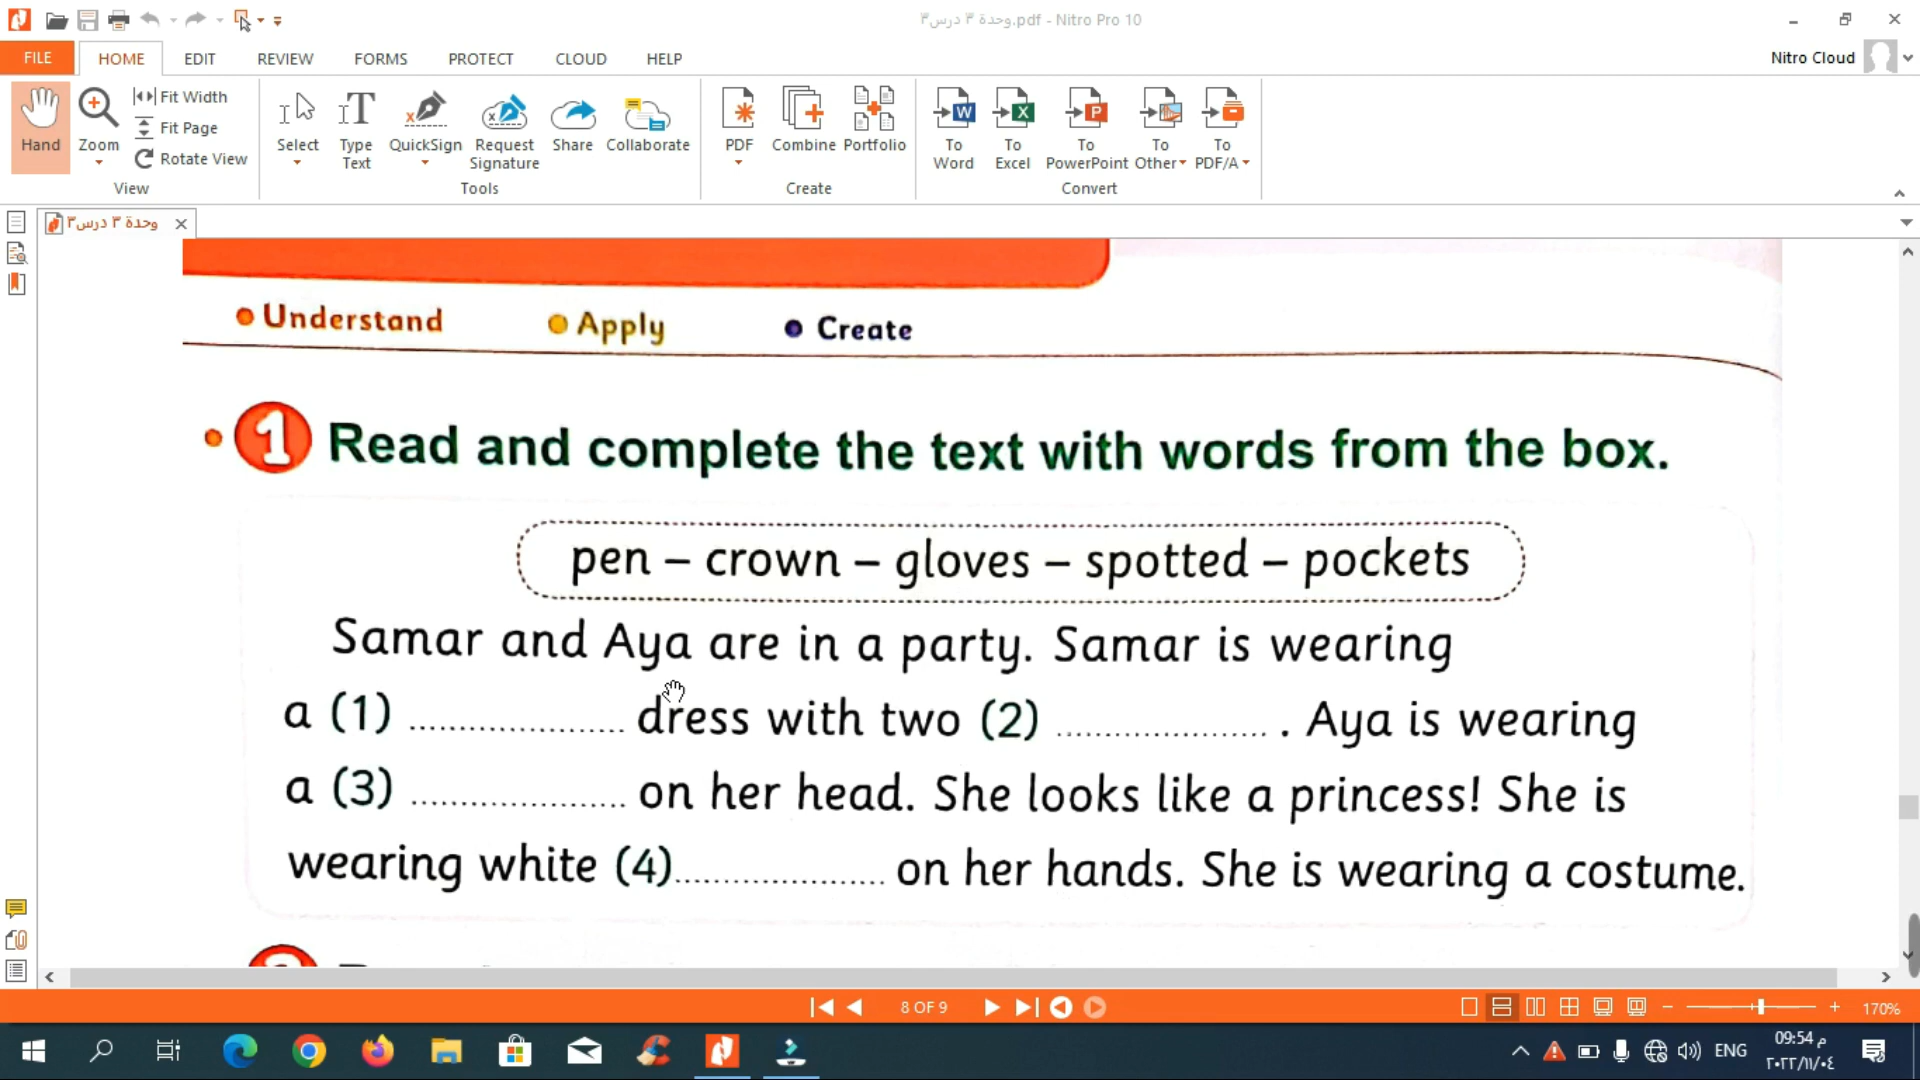 وحدة ٣ درس٣.pdf - Nitro Pro 10
FILE HOME EDIT REVIEW FORMS PROTECT CLOUD HELP
Nitro Cloud
Hand
Zoom
Fit Width
Fit Page
Rotate View
View
Select
Type Text
QuickSign
Request Signature
Share
Collaborate
Tools
PDF
Combine
Portfolio
Create
To Word
To Excel
To PowerPoint
To Other
To PDF/A
Convert
وحدة ٣ درس٣
Understand Apply Create
1 Read and complete the text with words from the box.
pen – crown – gloves – spotted – pockets
Samar and Aya are in a party. Samar is wearing
a (1) .................... dress with two (2) .................... . Aya is wearing
a (3) .................... on her head. She looks like a princess! She is
wearing white (4).................... on her hands. She is wearing a costume.
8 OF 9
170%
ENG
09:54 م
٢٠٢٢/١١/٠٤